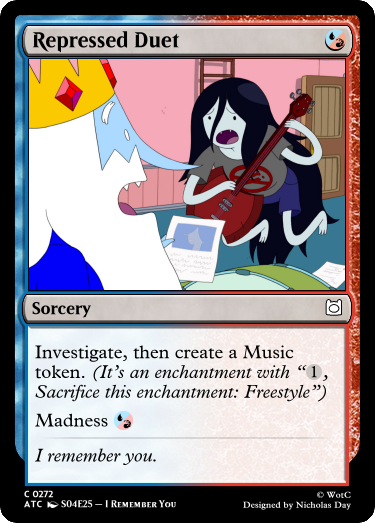 Repressed Duet
Sorcery
Investigate, then create a Music
token. (It's an enchantment with “1,
Sacrifice this enchantment: Freestyle”)
Madness
I remember you.
C 0272
ATC S04E25 — I Remember You
© WotC
Designed by Nicholas Day